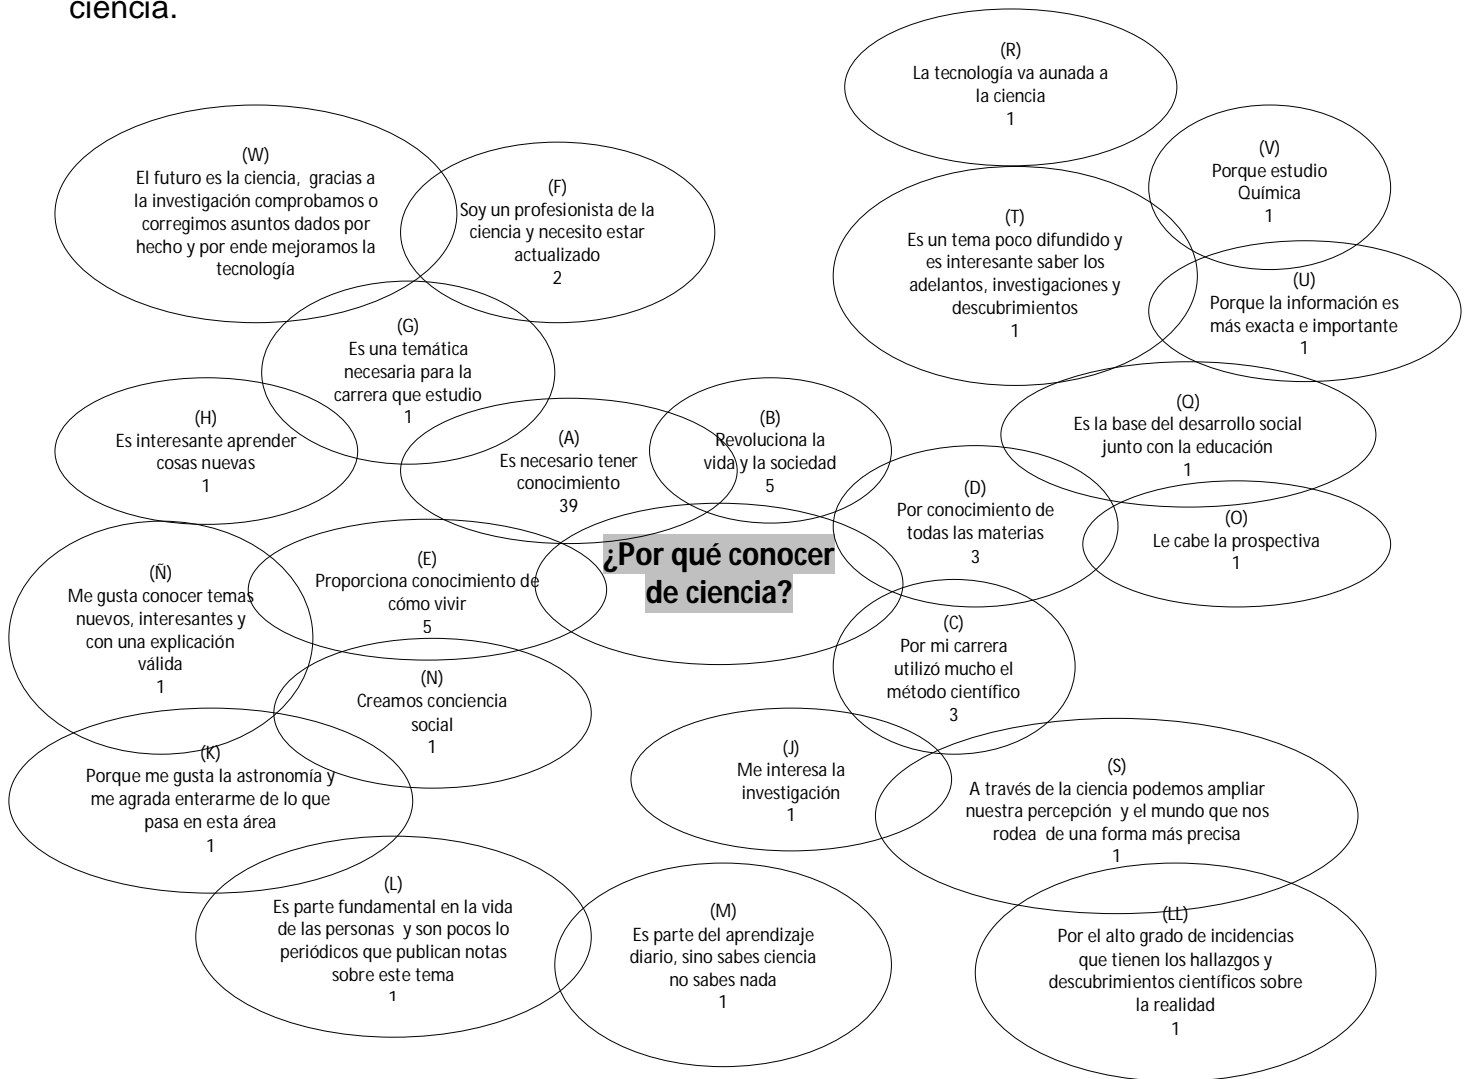 ciencia.
(R)
La tecnología va aunada a
la ciencia
1
(W)
El futuro es la ciencia, gracias a
la investigación comprobamos o
corregimos asuntos dados por
hecho y por ende mejoramos la
tecnología
(F)
Soy un profesionista de la
ciencia y necesito estar
actualizado
2
(V)
Porque estudio
Química
1
(T)
Es un tema poco difundido y
es interesante saber los
adelantos, investigaciones y
descubrimientos
1
(U)
Porque la información es
más exacta e importante
1
(G)
Es una temática
necesaria para la
carrera que estudio
1
(H)
Es interesante aprender
cosas nuevas
1
(A)
Es necesario tener
conocimiento
39
(B)
Revoluciona la
vida y la sociedad
5
(Q)
Es la base del desarrollo social
junto con la educación
1
(D)
Por conocimiento de
todas las materias
3
(O)
Le cabe la prospectiva
1
¿Por qué conocer
de ciencia?
(E)
Proporciona conocimiento de
cómo vivir
5
(Ñ)
Me gusta conocer temas
nuevos, interesantes y
con una explicación
válida
1
(N)
Creamos conciencia
social
1
(C)
Por mi carrera
utilizó mucho el
método científico
3
(K)
Porque me gusta la astronomía y
me agrada enterarme de lo que
pasa en esta área
1
(J)
Me interesa la
investigación
1
(S)
A través de la ciencia podemos ampliar
nuestra percepción y el mundo que nos
rodea de una forma más precisa
1
(L)
Es parte fundamental en la vida
de las personas y son pocos lo
periódicos que publican notas
sobre este tema
1
(M)
Es parte del aprendizaje
diario, sino sabes ciencia
no sabes nada
1
(LL)
Por el alto grado de incidencias
que tienen los hallazgos y
descubrimientos científicos sobre
la realidad
1